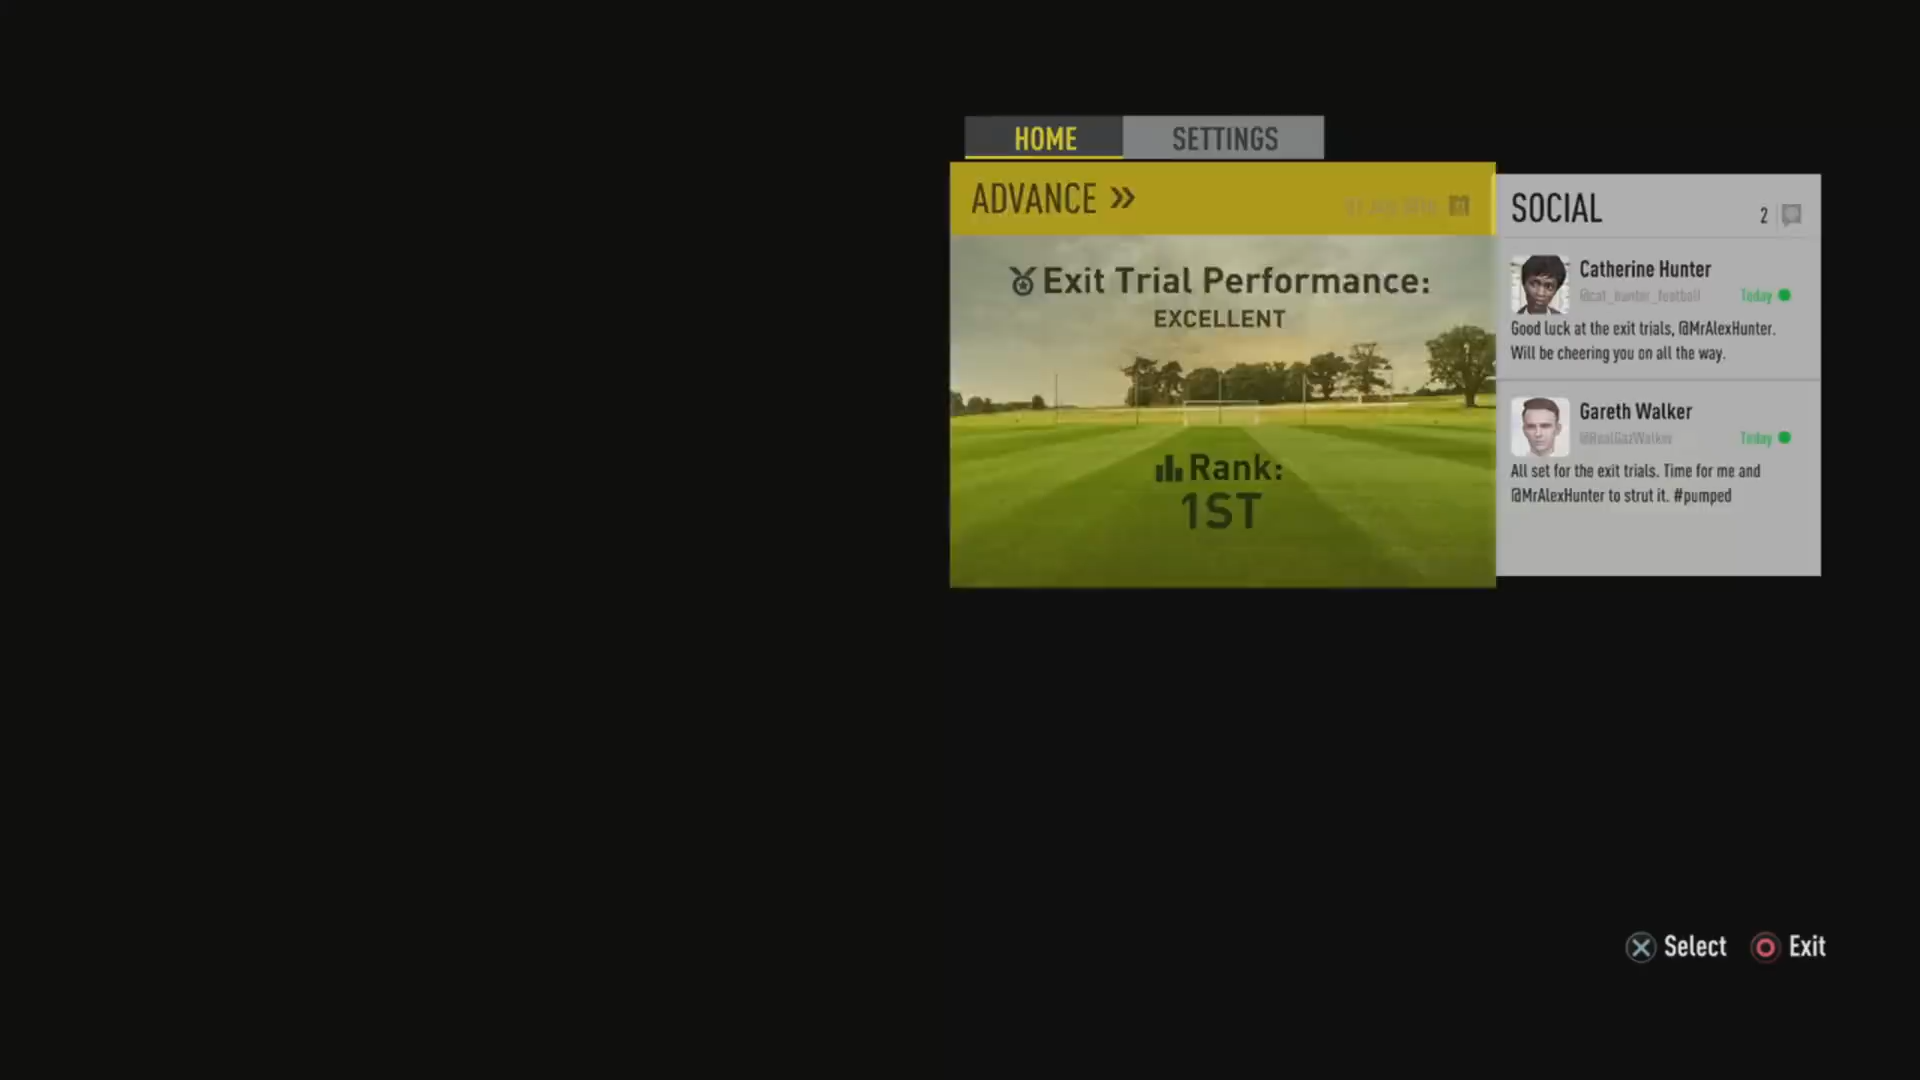 HOME
SETTINGS
ADVANCE >>
Exit Trial Performance:
EXCELLENT
Rank:
1ST
SOCIAL
2
Catherine Hunter
@cat_hunter_football
Today
Good luck at the exit trials, @MrAlexHunter.
Will be cheering you on all the way.
Gareth Walker
@RealGazWalker
Today
All set for the exit trials. Time for me and
@MrAlexHunter to strut it. #pumped
Select
Exit